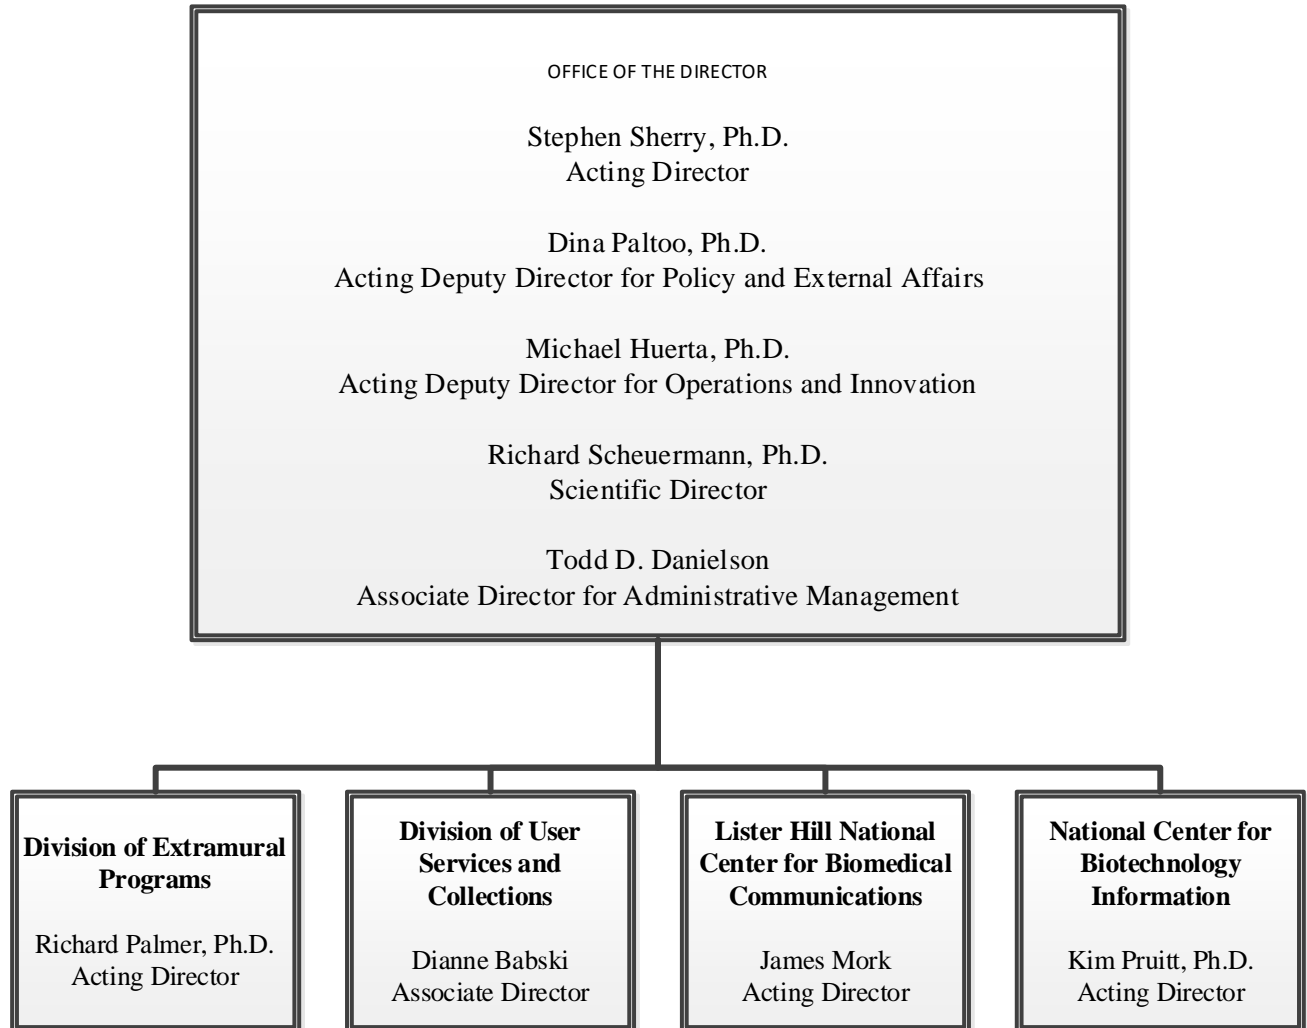 OFFICE OF THE DIRECTOR
Stephen Sherry, Ph.D.
Acting Director
Dina Paltoo, Ph.D.
Acting Deputy Director for Policy and External Affairs
Michael Huerta, Ph.D.
Acting Deputy Director for Operations and Innovation
Richard Scheuermann, Ph.D.
Scientific Director
Todd D. Danielson
Associate Director for Administrative Management
Division of Extramural
Programs
Richard Palmer, Ph.D.
Acting Director
Division of User
Services and
Collections
Dianne Babski
Associate Director
Lister Hill National
Center for Biomedical
Communications
James Mork
Acting Director
National Center for
Biotechnology
Information
Kim Pruitt, Ph.D.
Acting Director